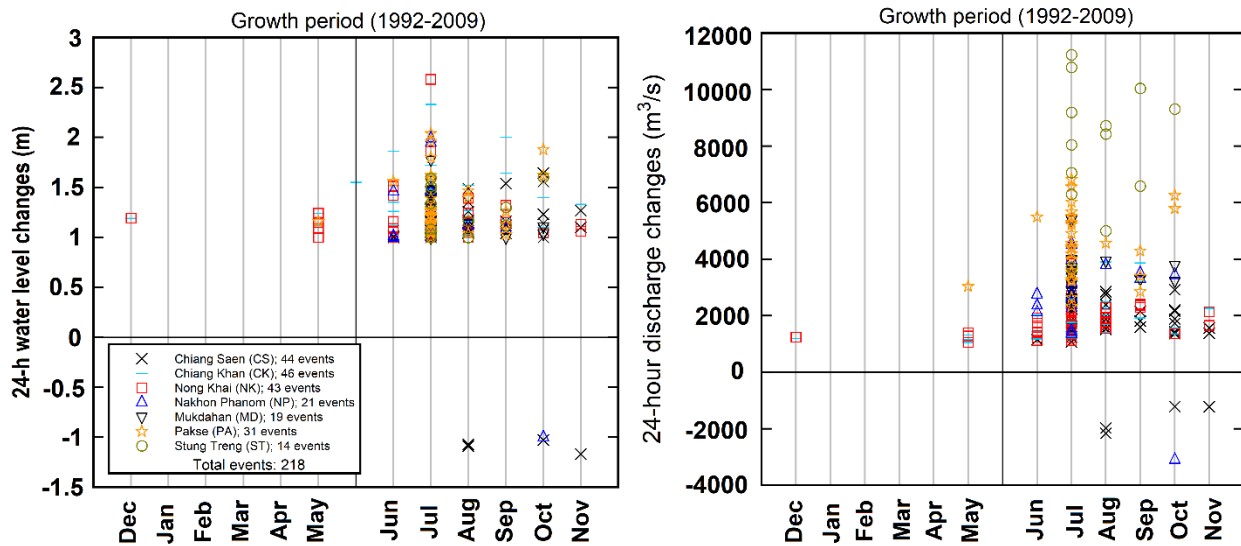 Growth period (1992-2009)
24-h water level changes (m)
3
2.5
2
1.5
1
0.5
0
-0.5
-1
-1.5
Chiang Saen (CS); 44 events
Chiang Khan (CK); 46 events
Nong Khai (NK); 43 events
Nakhon Phanom (NP); 21 events
Mukdahan (MD); 19 events
Pakse (PA); 31 events
Stung Treng (ST); 14 events
Total events: 218
Dec
Jan
Feb
Mar
Apr
May
Jun
Jul
Aug
Sep
Oct
Nov
Growth period (1992-2009)
24-hour discharge changes (m³/s)
12000
10000
8000
6000
4000
2000
0
-2000
-4000
Dec
Jan
Feb
Mar
Apr
May
Jun
Jul
Aug
Sep
Oct
Nov